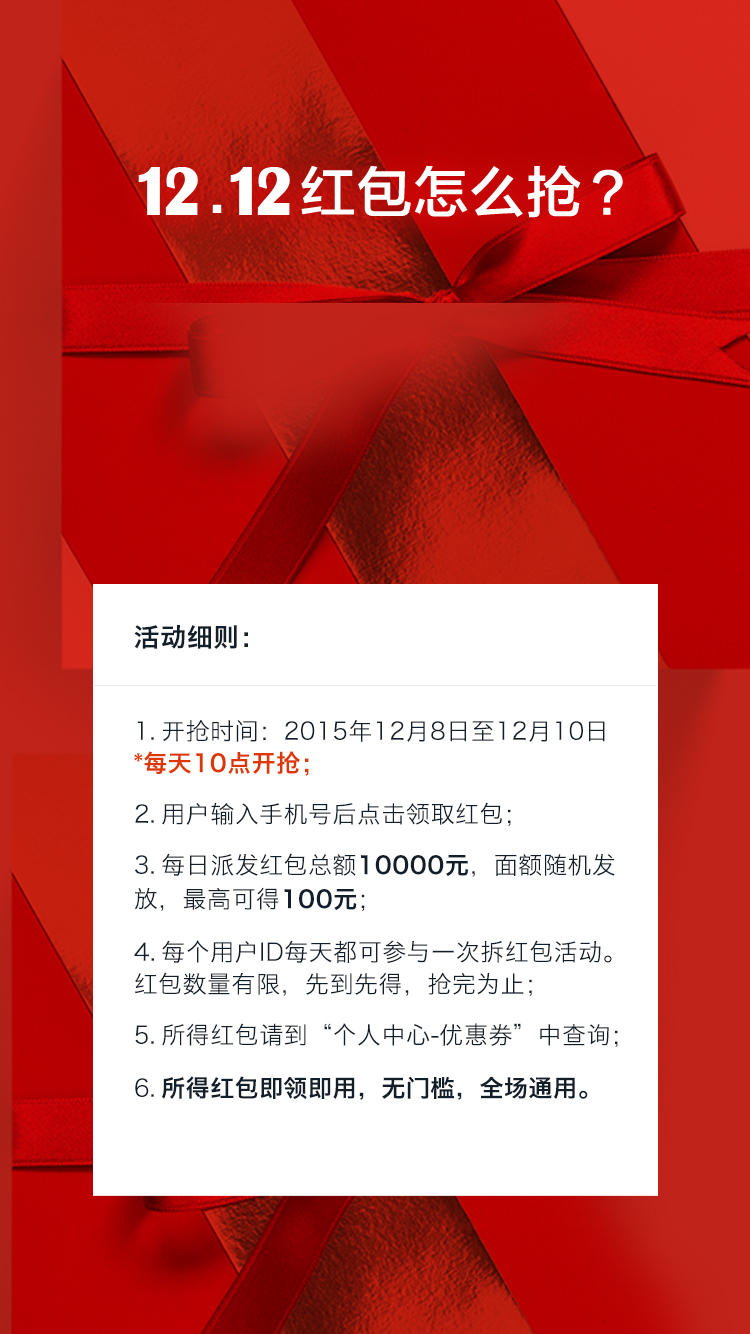 12.12红包怎么抢？
活动细则：
1. 开抢时间：2015年12月8日至12月10日
*每天10点开抢；
2. 用户输入手机号后点击领取红包；
3. 每日派发红包总额10000元，面额随机发
放，最高可得100元；
4. 每个用户ID每天都可参与一次拆红包活动。
红包数量有限，先到先得，抢完为止；
5. 所得红包请到“个人中心-优惠券”中查询；
6. 所得红包即领即用，无门槛，全场通用。